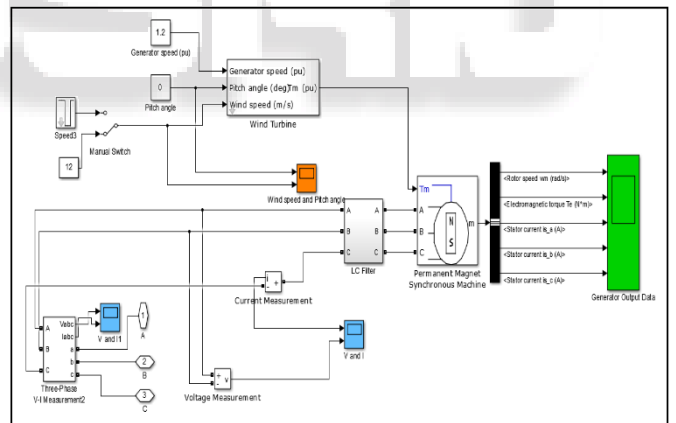 1.2
Generator speed (pu)
Generator speed (pu)
Pitch angle (deg)Tm (pu)
Wind speed (m/s)
Wind Turbine
0
Pitch angle
Speed3
Manual Switch
12
Wind speed and Pitch angle
A A
B B
C C
LC Filter
Tm
A
B
C
m
N
S
Permanent Magnet
Synchronous Machine
<Rotor speed wm (rad/s)>
<Electromagnetic torque Te (N*m)>
<Stator current is_a (A)>
<Stator current is_b (A)>
<Stator current is_c (A)>
Generator Output Data
i
+
-
Current Measurement
V and I
+
-
v
Voltage Measurement
A
B
C
Vabc
Iabc
a
b
c
Three-Phase
V-I Measurement2
V and I1
1
A
2
B
3
C